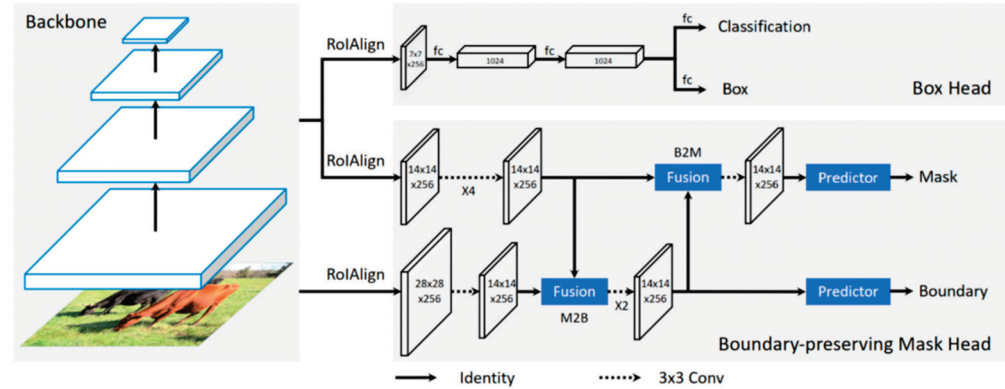 Backbone
RoIAlign
7x7
x256
fc
1024
fc
1024
fc
Classification
fc
Box
Box Head
RoIAlign
14x14
x256
X4
14x14
x256
B2M
Fusion
14x14
x256
Predictor
Mask
RoIAlign
28x28
x256
14x14
x256
Fusion
M2B
X2
14x14
x256
Predictor
Boundary
Boundary-preserving Mask Head
Identity
3x3 Conv